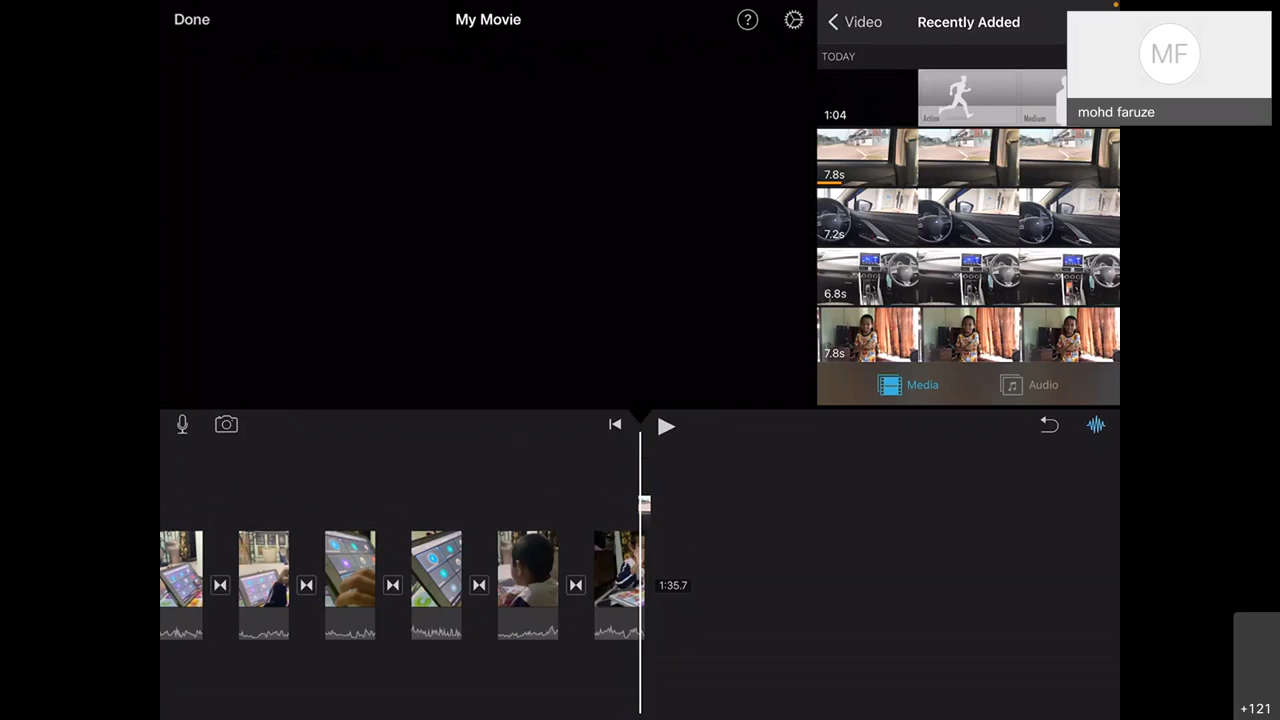 Done
My Movie
?
Video
Recently Added
TODAY
1:04
Action
Medium
7.8s
7.2s
6.8s
7.8s
Media
Audio
1:35.7
MF
mohd faruze
+121